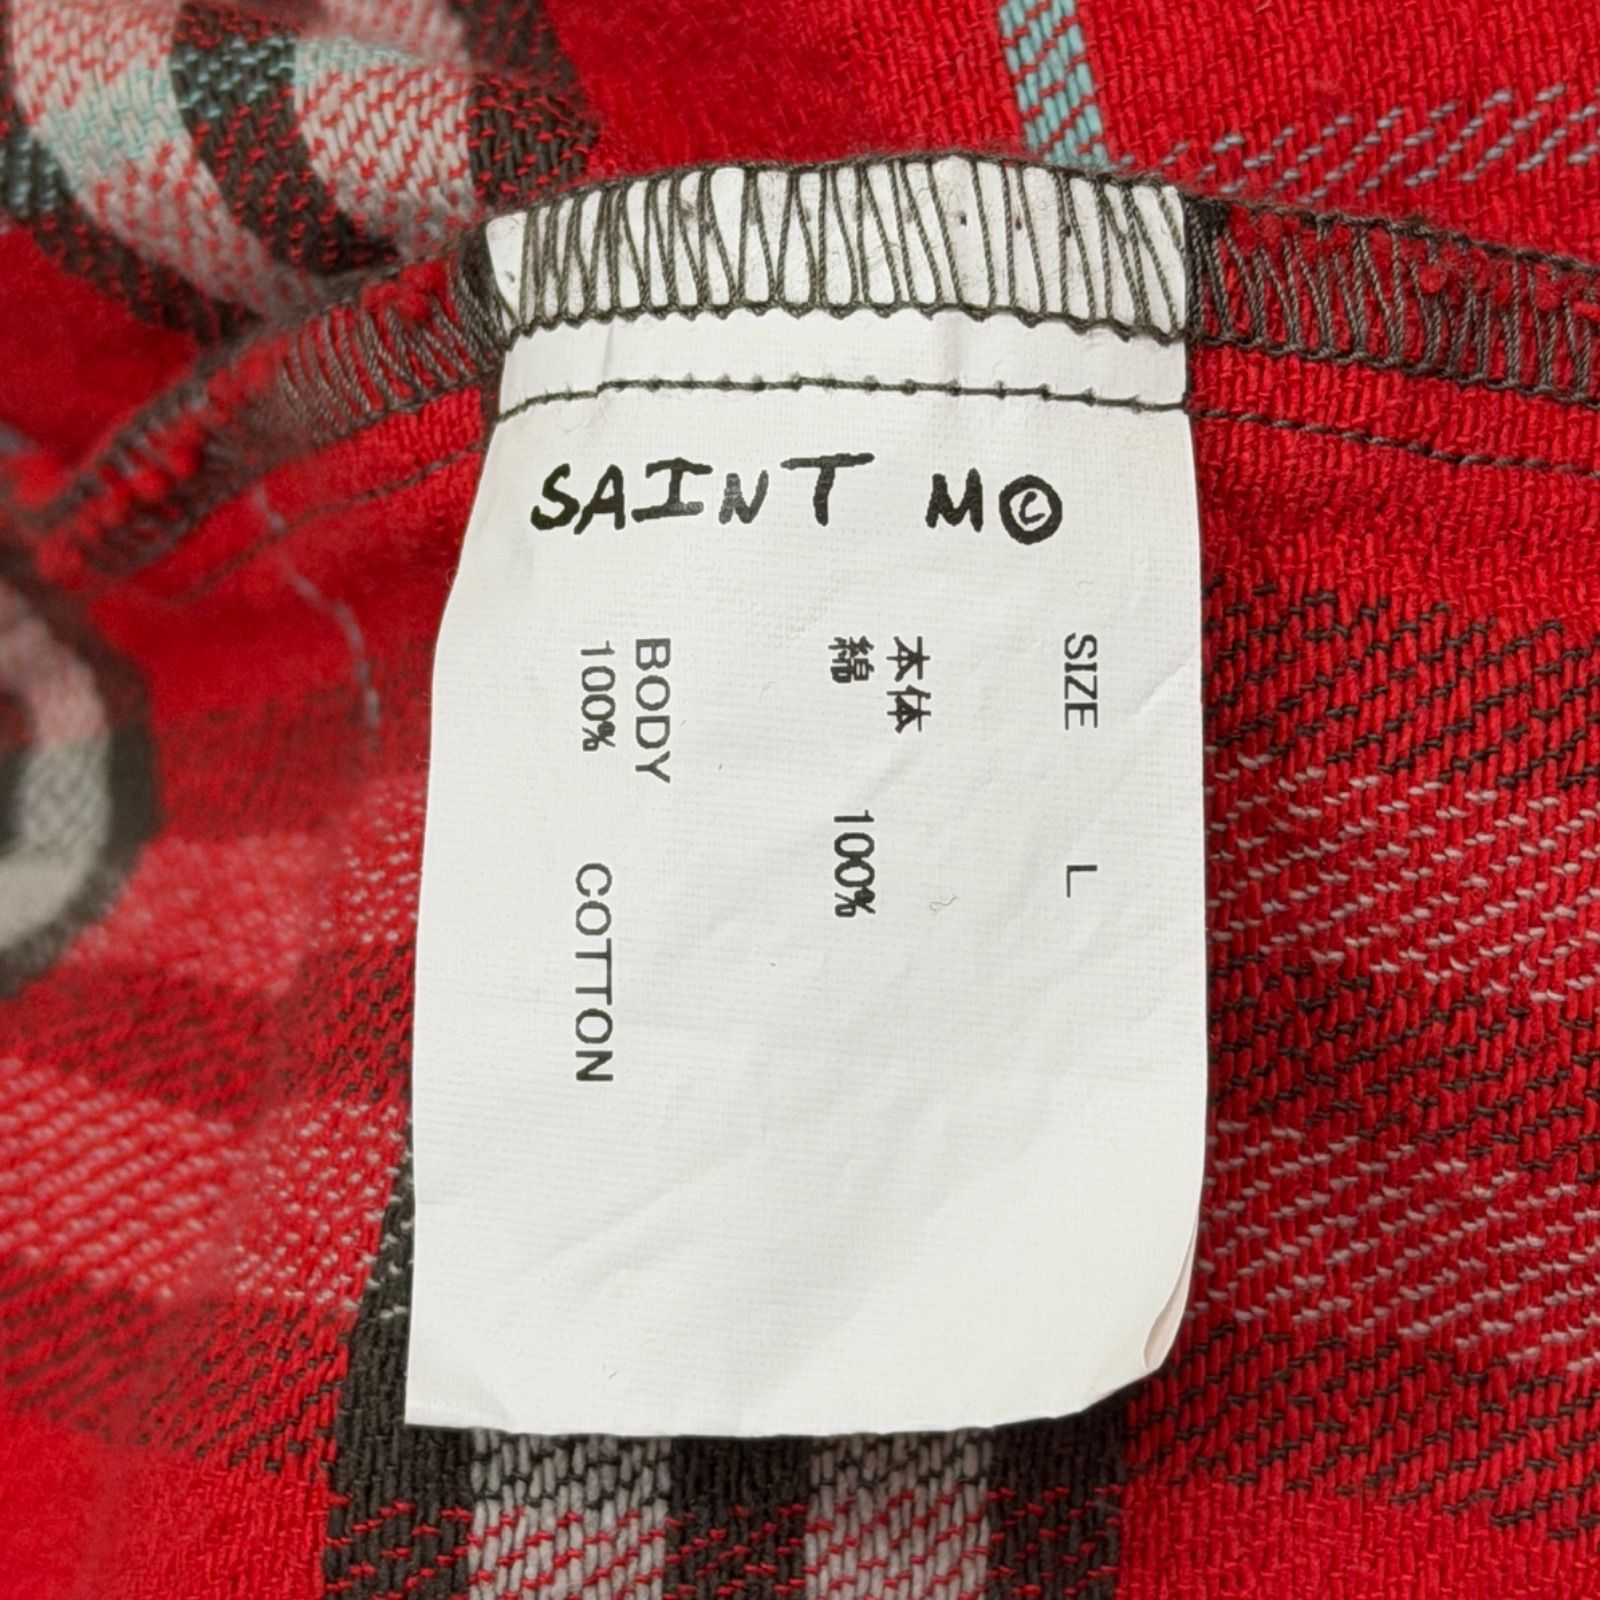 SAINT M©
SIZE L
本体
綿 100%
BODY
100% COTTON